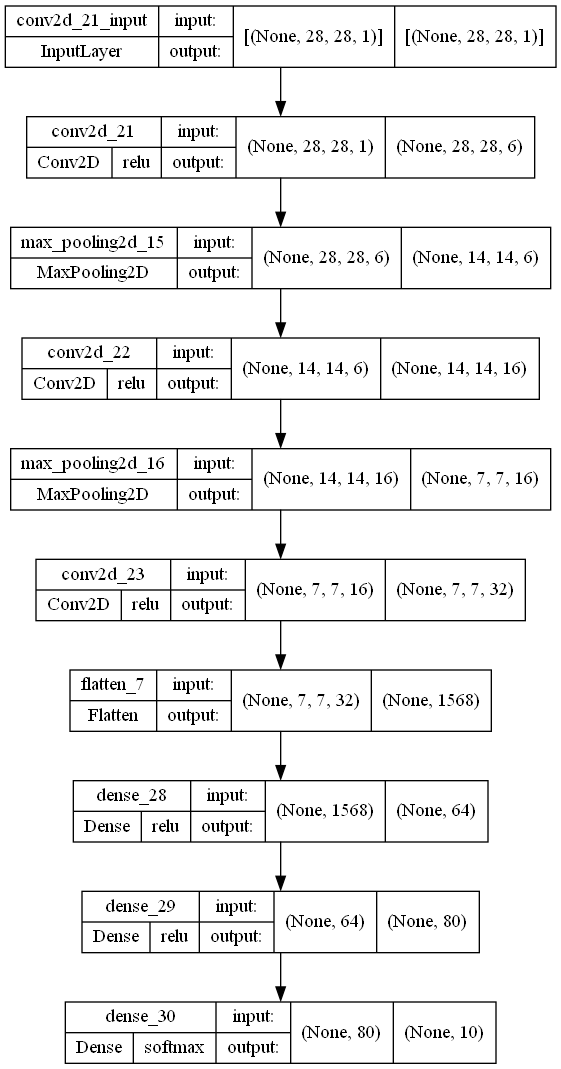 conv2d_21_input input: [(None, 28, 28, 1)] [(None, 28, 28, 1)]
InputLayer output:
conv2d_21 input: (None, 28, 28, 1) (None, 28, 28, 6)
Conv2D relu output:
max_pooling2d_15 input: (None, 28, 28, 6) (None, 14, 14, 6)
MaxPooling2D output:
conv2d_22 input: (None, 14, 14, 6) (None, 14, 14, 16)
Conv2D relu output:
max_pooling2d_16 input: (None, 14, 14, 16) (None, 7, 7, 16)
MaxPooling2D output:
conv2d_23 input: (None, 7, 7, 16) (None, 7, 7, 32)
Conv2D relu output:
flatten_7 input: (None, 7, 7, 32) (None, 1568)
Flatten output:
dense_28 input: (None, 1568) (None, 64)
Dense relu output:
dense_29 input: (None, 64) (None, 80)
Dense relu output:
dense_30 input: (None, 80) (None, 10)
Dense softmax output: